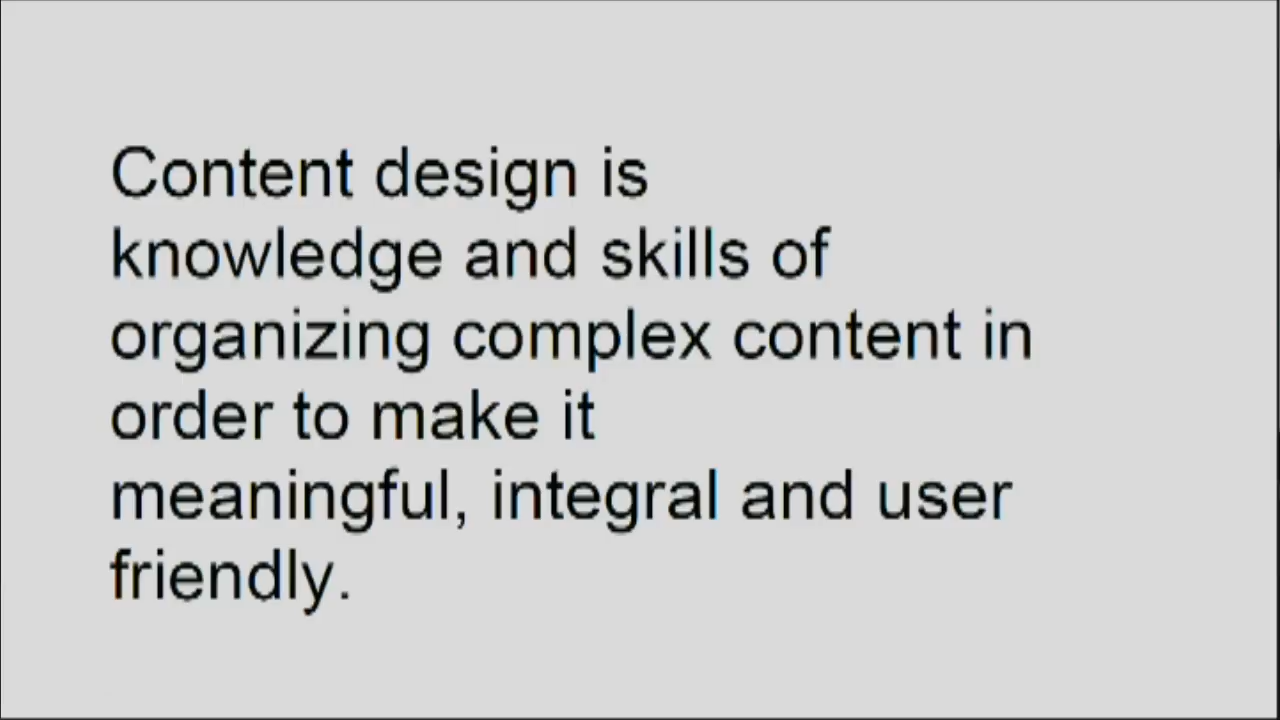 Content design is
knowledge and skills of
organizing complex content in
order to make it
meaningful, integral and user
friendly.